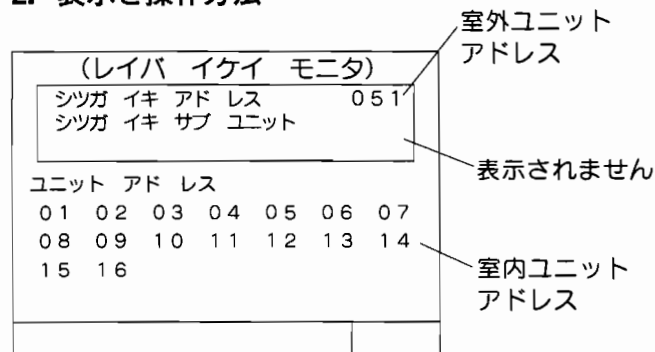 2. 表示と操作方法
室外ユニット
アドレス
(レイバ イケイ モニタ)
シツガ イキ アド レス 051
シツガ イキ サブ ユニット
表示されません
ユニット アド レス
01 02 03 04 05 06 07
08 09 10 11 12 13 14
15 16
室内ユニット
アドレス